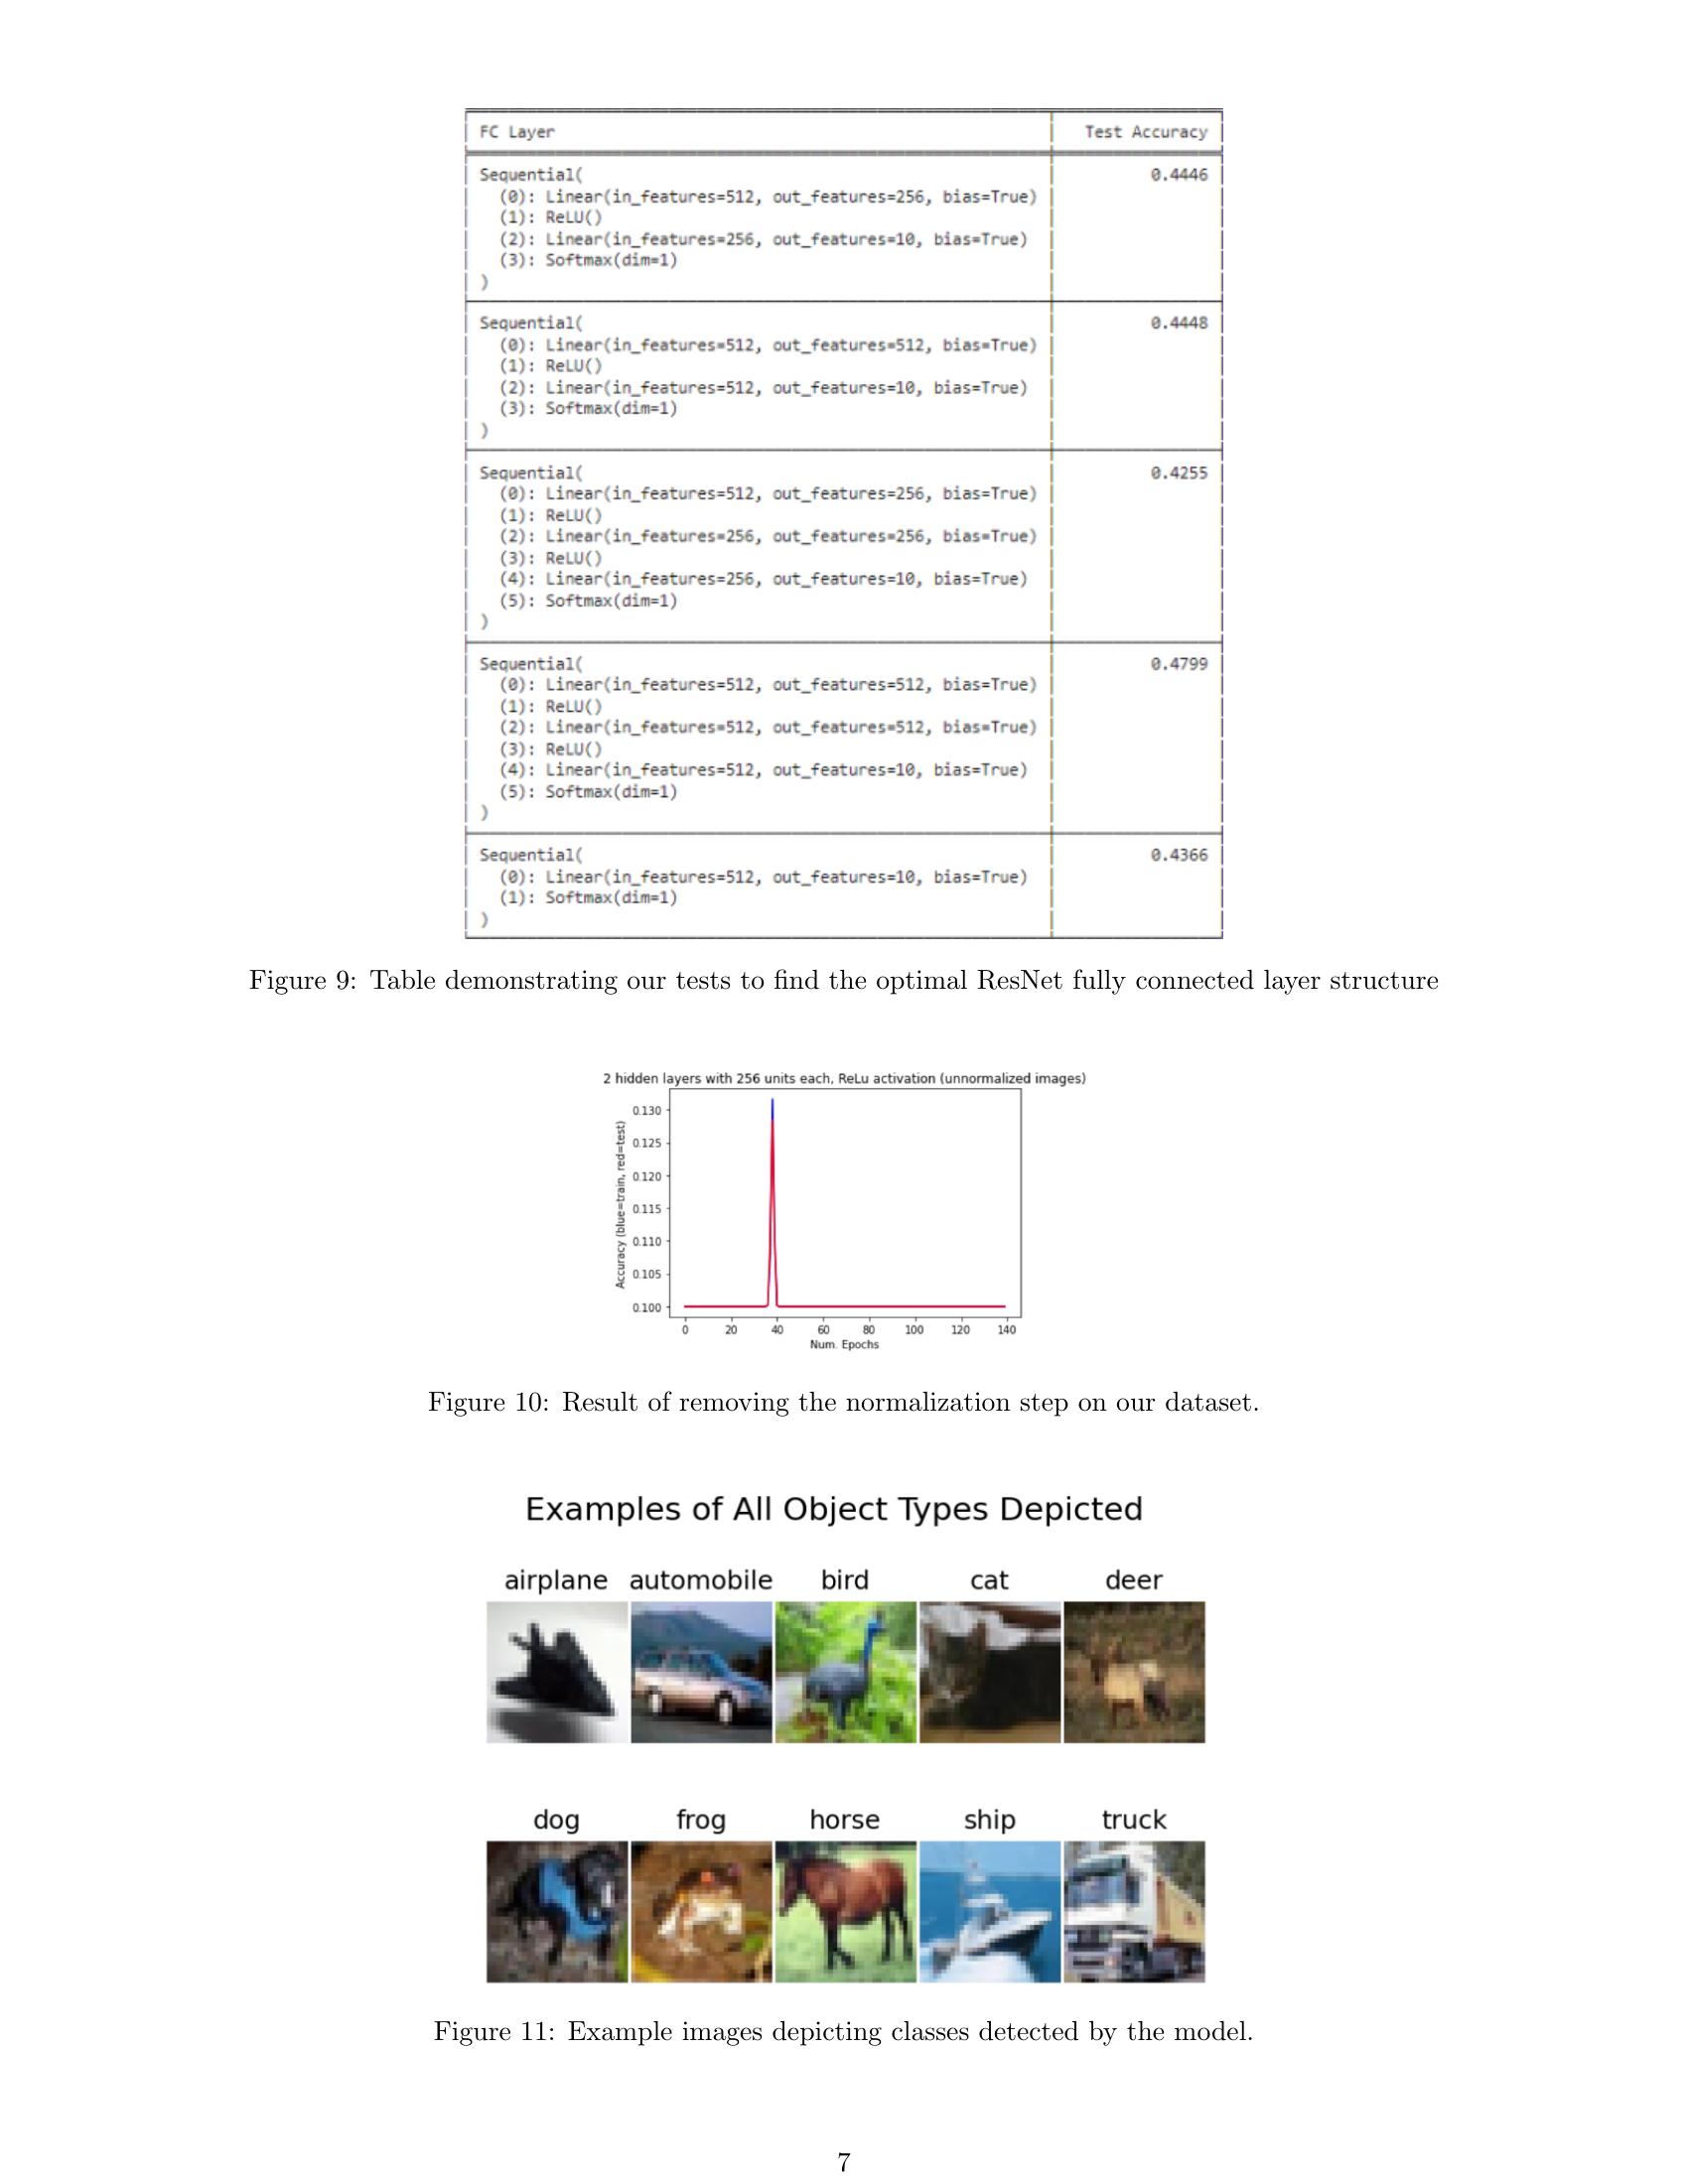 FC Layer Test Accuracy
Sequential( 0.4446
(0): Linear(in_features=512, out_features=256, bias=True)
(1): ReLU()
(2): Linear(in_features=256, out_features=10, bias=True)
(3): Softmax(dim=1)
)
Sequential( 0.4448
(0): Linear(in_features=512, out_features=512, bias=True)
(1): ReLU()
(2): Linear(in_features=512, out_features=10, bias=True)
(3): Softmax(dim=1)
)
Sequential( 0.4255
(0): Linear(in_features=512, out_features=256, bias=True)
(1): ReLU()
(2): Linear(in_features=256, out_features=256, bias=True)
(3): ReLU()
(4): Linear(in_features=256, out_features=10, bias=True)
(5): Softmax(dim=1)
)
Sequential( 0.4799
(0): Linear(in_features=512, out_features=512, bias=True)
(1): ReLU()
(2): Linear(in_features=512, out_features=512, bias=True)
(3): ReLU()
(4): Linear(in_features=512, out_features=10, bias=True)
(5): Softmax(dim=1)
)
Sequential( 0.4366
(0): Linear(in_features=512, out_features=10, bias=True)
(1): Softmax(dim=1)
)
Figure 9: Table demonstrating our tests to find the optimal ResNet fully connected layer structure
2 hidden layers with 256 units each, ReLu activation (unnormalized images)
Accuracy (blue=train, red=test)
0.130
0.125
0.120
0.115
0.110
0.105
0.100
0 20 40 60 80 100 120 140
Num. Epochs
Figure 10: Result of removing the normalization step on our dataset.
Examples of All Object Types Depicted
airplane automobile bird cat deer
dog frog horse ship truck
Figure 11: Example images depicting classes detected by the model.
7